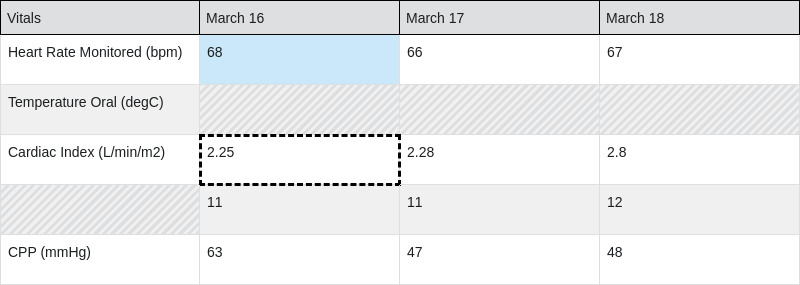 Vitals March 16 March 17 March 18
Heart Rate Monitored (bpm) 68 66 67
Temperature Oral (degC)
Cardiac Index (L/min/m2) 2.25 2.28 2.8
11 11 12
CPP (mmHg) 63 47 48